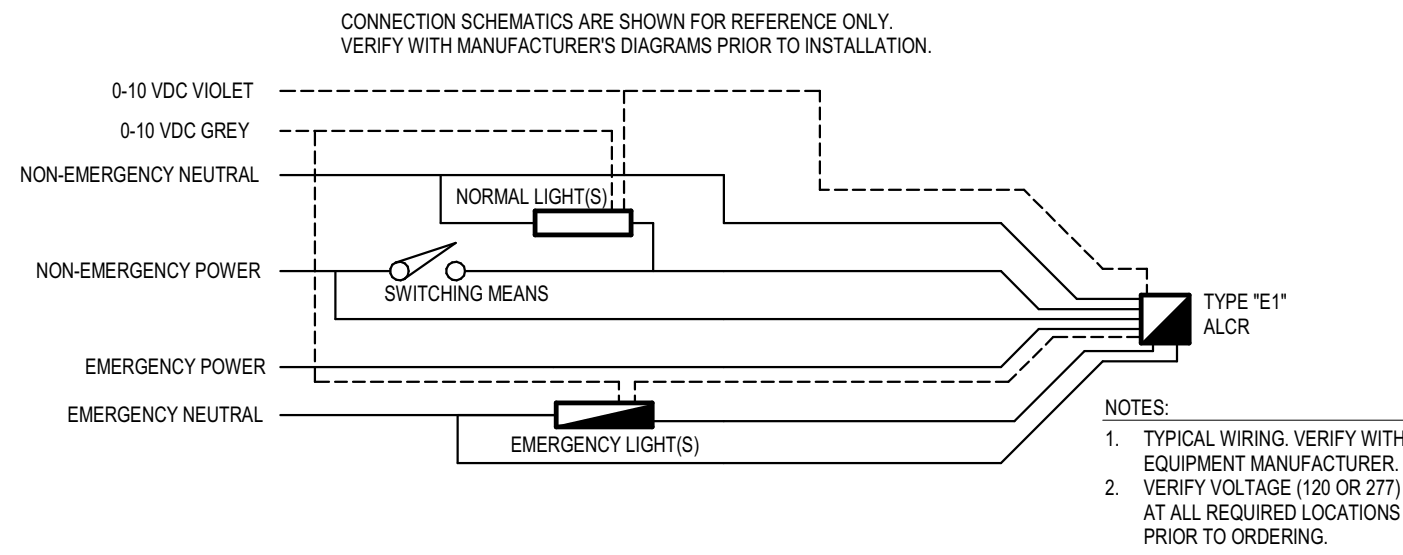 CONNECTION SCHEMATICS ARE SHOWN FOR REFERENCE ONLY.
VERIFY WITH MANUFACTURER'S DIAGRAMS PRIOR TO INSTALLATION.
0-10 VDC VIOLET
0-10 VDC GREY
NON-EMERGENCY NEUTRAL
NORMAL LIGHT(S)
NON-EMERGENCY POWER
SWITCHING MEANS
TYPE "E1"
ALCR
EMERGENCY POWER
EMERGENCY NEUTRAL
EMERGENCY LIGHT(S)
NOTES:
1. TYPICAL WIRING. VERIFY WITH
EQUIPMENT MANUFACTURER.
2. VERIFY VOLTAGE (120 OR 277)
AT ALL REQUIRED LOCATIONS
PRIOR TO ORDERING.